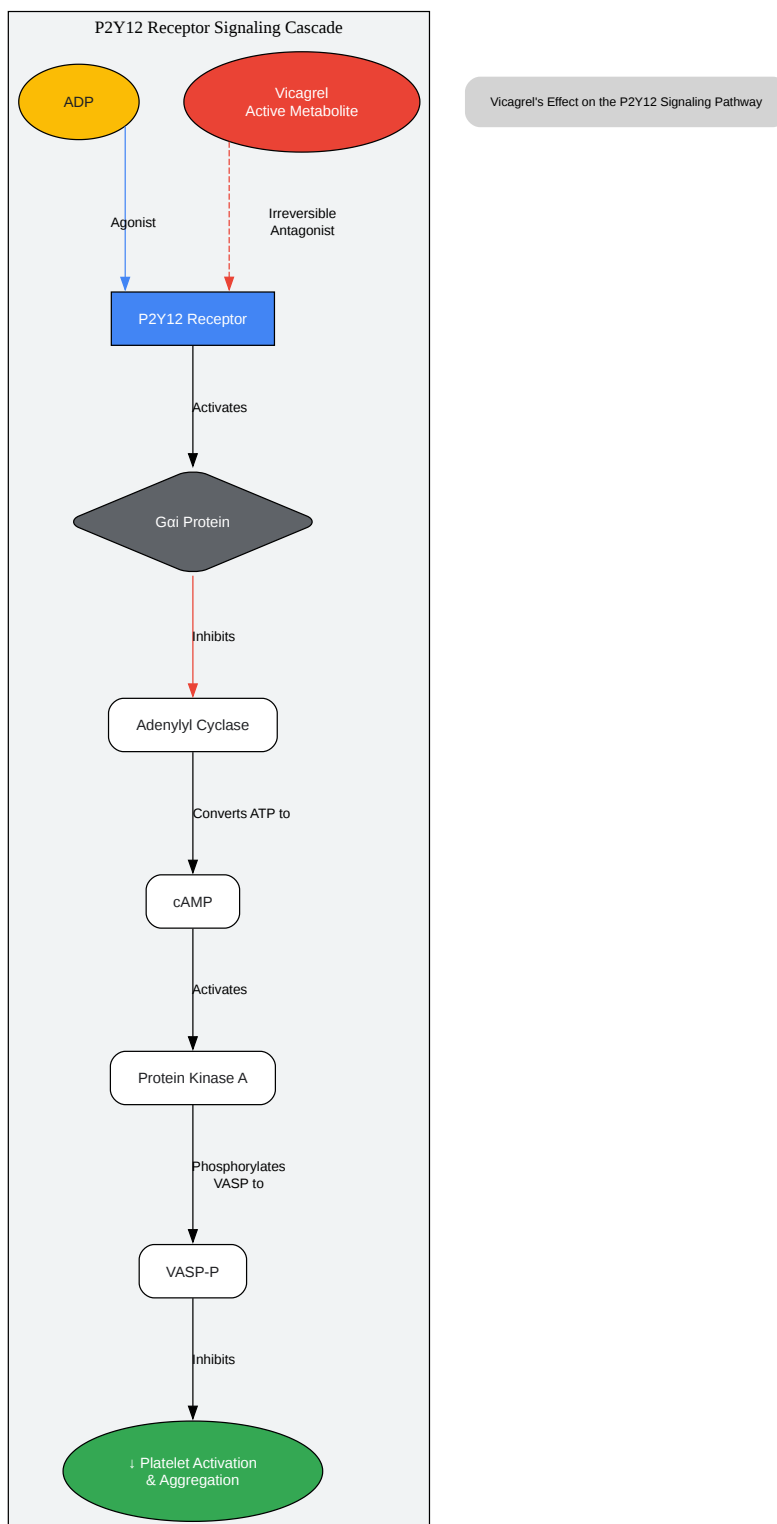 P2Y12 Receptor Signaling Cascade
ADP
Vicagrel
Active Metabolite
Vicagrel's Effect on the P2Y12 Signaling Pathway
Agonist
Irreversible
Antagonist
P2Y12 Receptor
Activates
Gαi Protein
Inhibits
Adenylyl Cyclase
Converts ATP to
cAMP
Activates
Protein Kinase A
Phosphorylates
VASP to
VASP-P
Inhibits
↓ Platelet Activation
& Aggregation